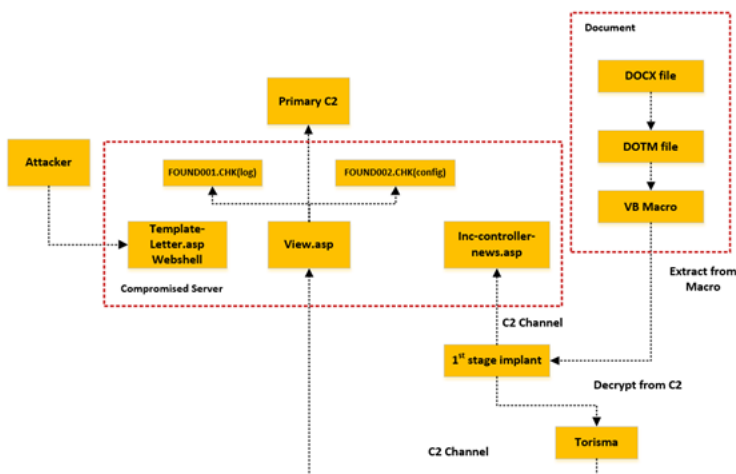 Document
DOCX file
Primary C2
DOTM file
Attacker
FOUND001.CHK(log)
FOUND002.CHK(config)
VB Macro
Template-
Letter.asp
Webshell
View.asp
Inc-controller-
news.asp
Compromised Server
Extract from
Macro
C2 Channel
1st stage implant
Decrypt from C2
Torisma
C2 Channel